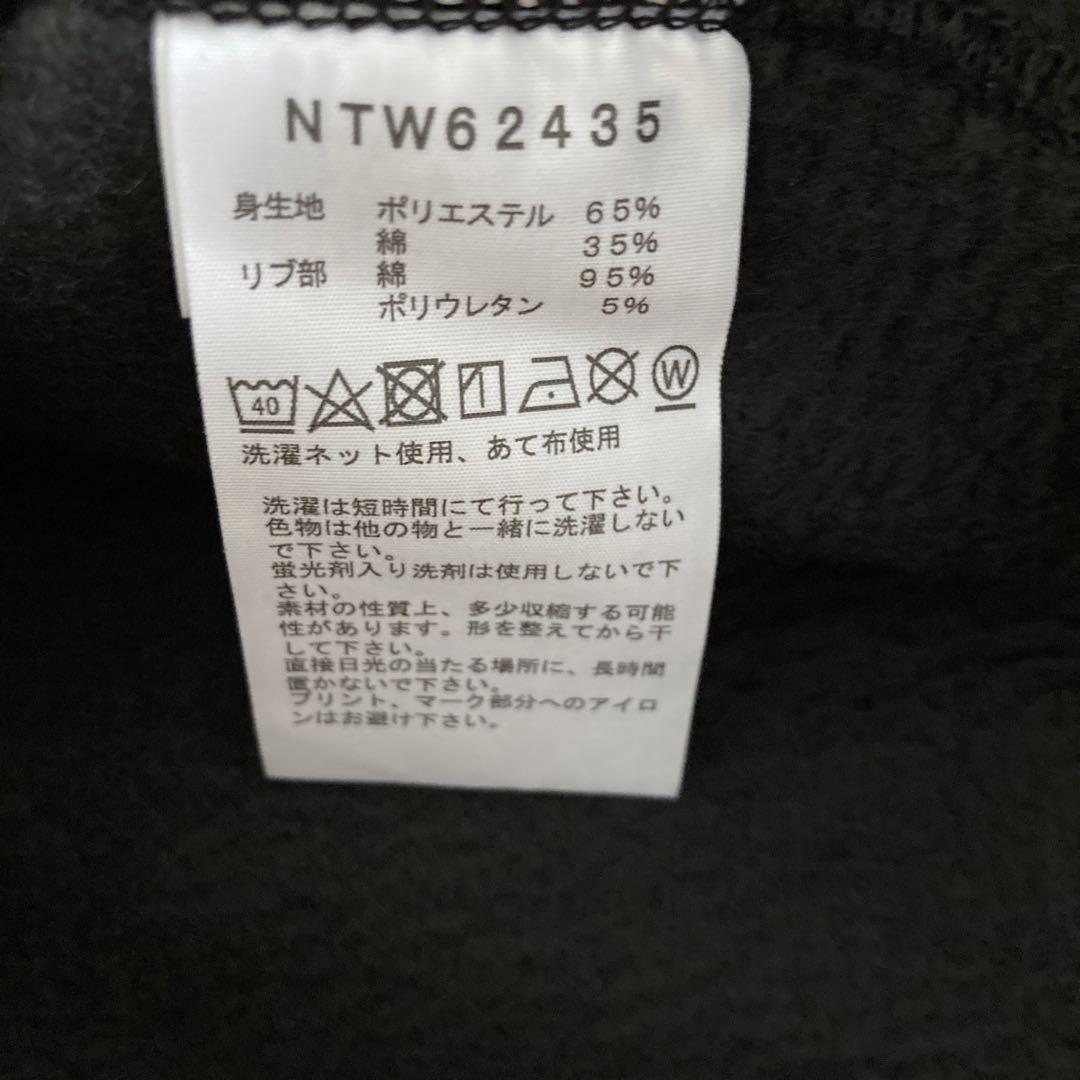 NTW62435
身生地 ポリエステル 65%
綿 35%
リブ部 綿 95%
ポリウレタン 5%
40 W
洗濯ネット使用、あて布使用
洗濯は短時間にて行って下さい。
色物は他の物と一緒に洗濯しない
で下さい。
蛍光剤入り洗剤は使用しないで下
さい。
素材の性質上、多少収縮する可能
性があります。形を整えてから干
して下さい。
直接日光の当たる場所に、長時間
置かないで下さい。
プリント、マーク部分へのアイロ
ンはお避け下さい。